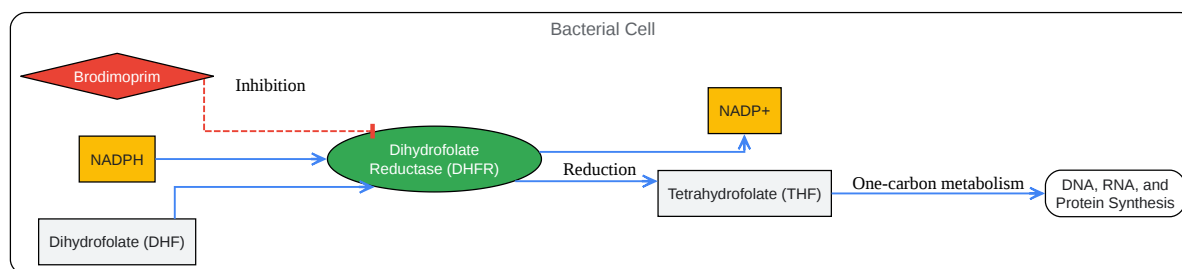 Bacterial Cell
Brodimoprim
Inhibition
NADP+
NADPH
Dihydrofolate
Reductase (DHFR)
Reduction
Tetrahydrofolate (THF)
One-carbon metabolism
DNA, RNA, and
Protein Synthesis
Dihydrofolate (DHF)